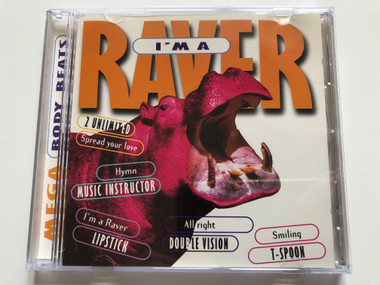 I'M A
RAVER
2 UNLIMITED
Spread your love
Hymn
MUSIC INSTRUCTOR
I'm a Raver
LIPSTICK
All right
DOUBLE VISION
Smiling
T-SPOON
MEGA BODY BEATS